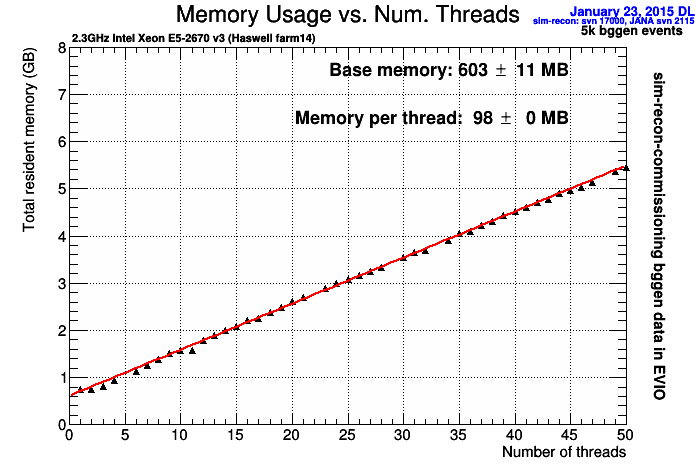 Memory Usage vs. Num. Threads
January 23, 2015 DL
sim-recon: svn 17000, JANA svn 2115
5k bggen events
2.3GHz Intel Xeon E5-2670 v3 (Haswell farm14)
Base memory: 603 ± 11 MB
Memory per thread: 98 ± 0 MB
Total resident memory (GB)
8
7
6
5
4
3
2
1
0
0 5 10 15 20 25 30 35 40 45 50
Number of threads
sim-recon-commissioning bggen data in EVIO